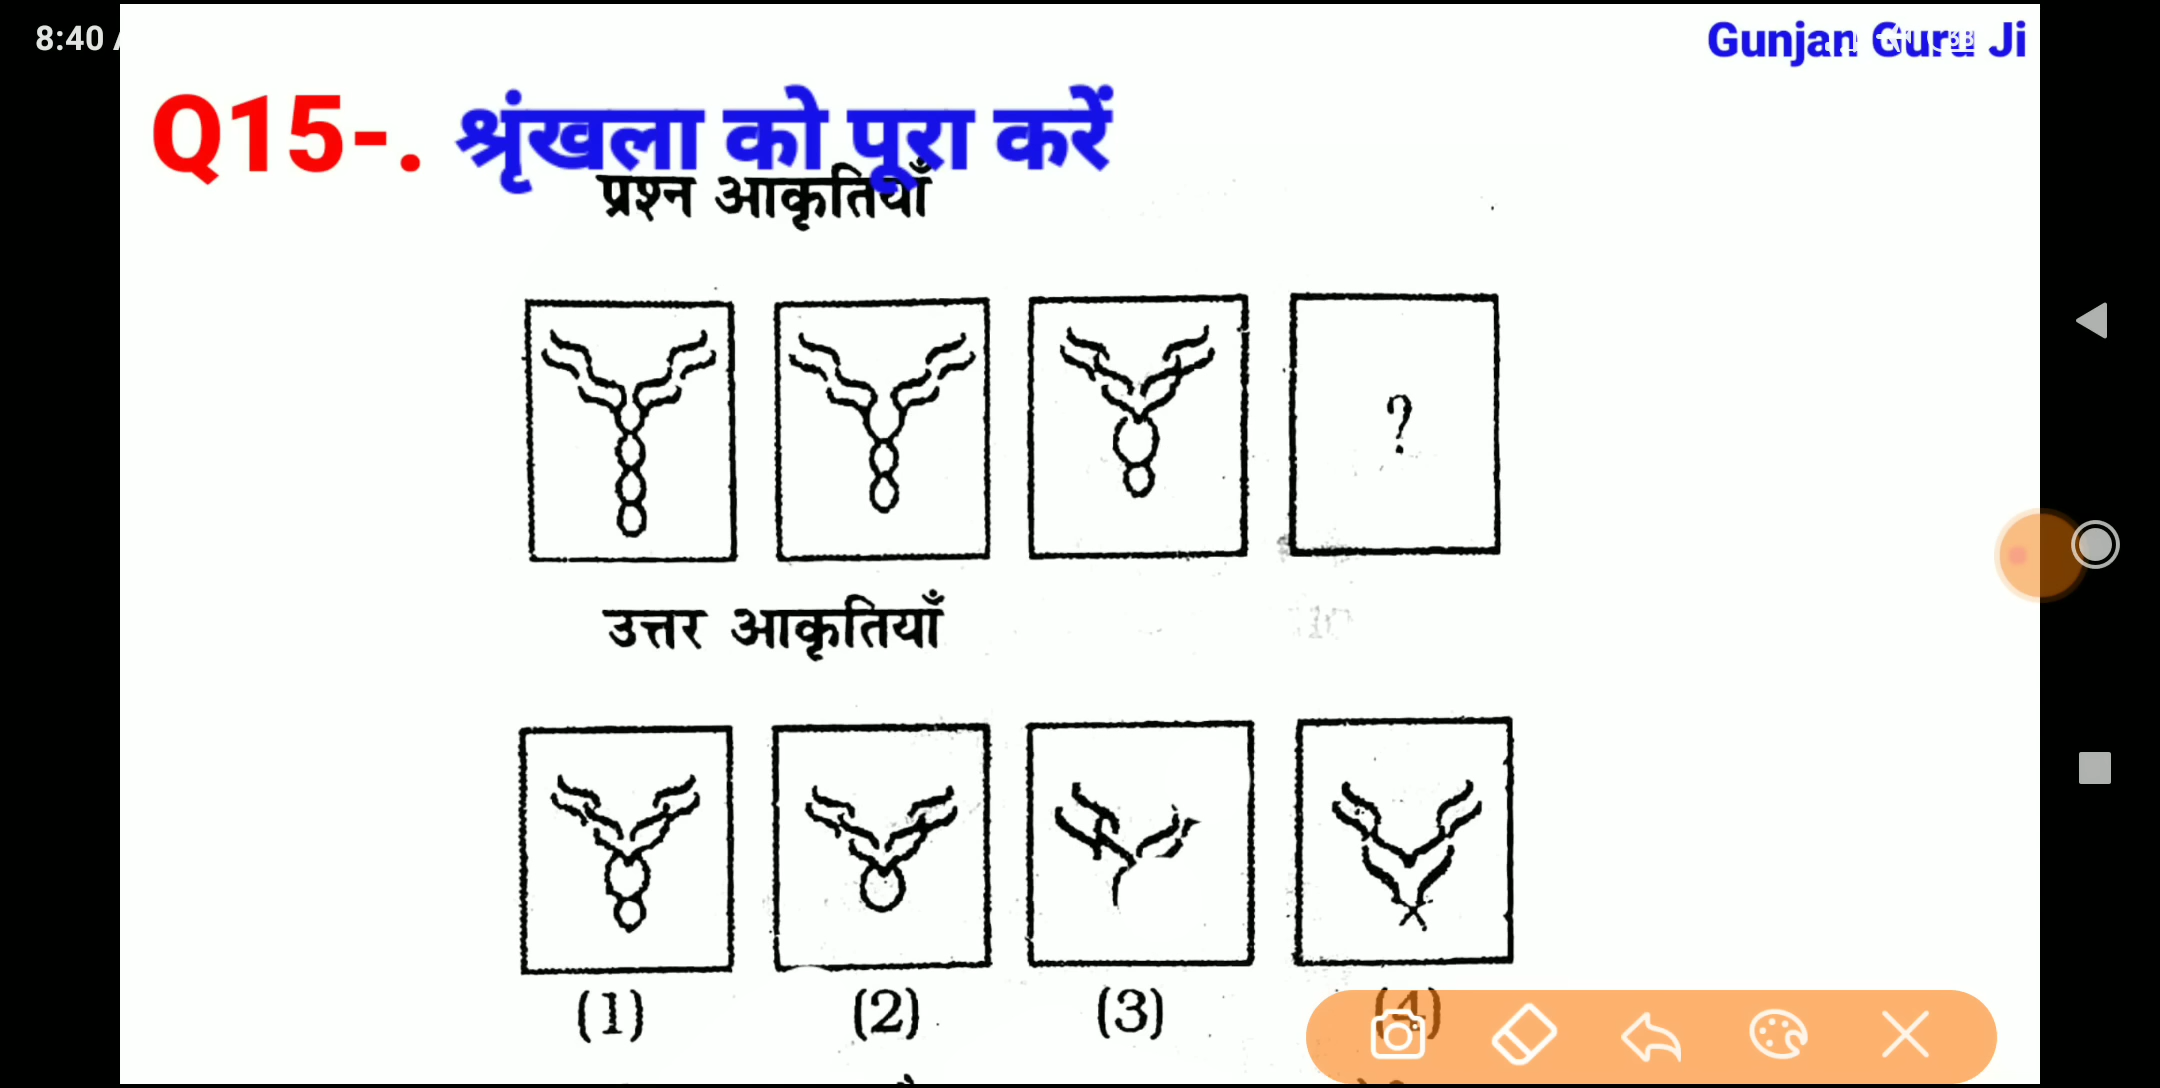 8:40
Gunjan Guru Ji
Q15-. श्रृंखला को पूरा करें
प्रश्न आकृतियाँ
?
उत्तर आकृतियाँ
(1) (2) (3) (4)